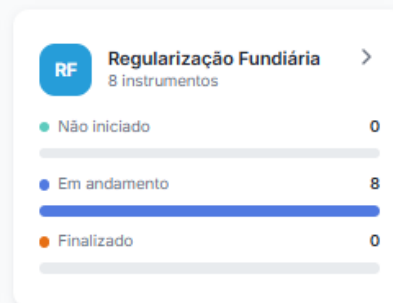 RF
Regularização Fundiária
8 instrumentos
Não iniciado 0
Em andamento 8
Finalizado 0